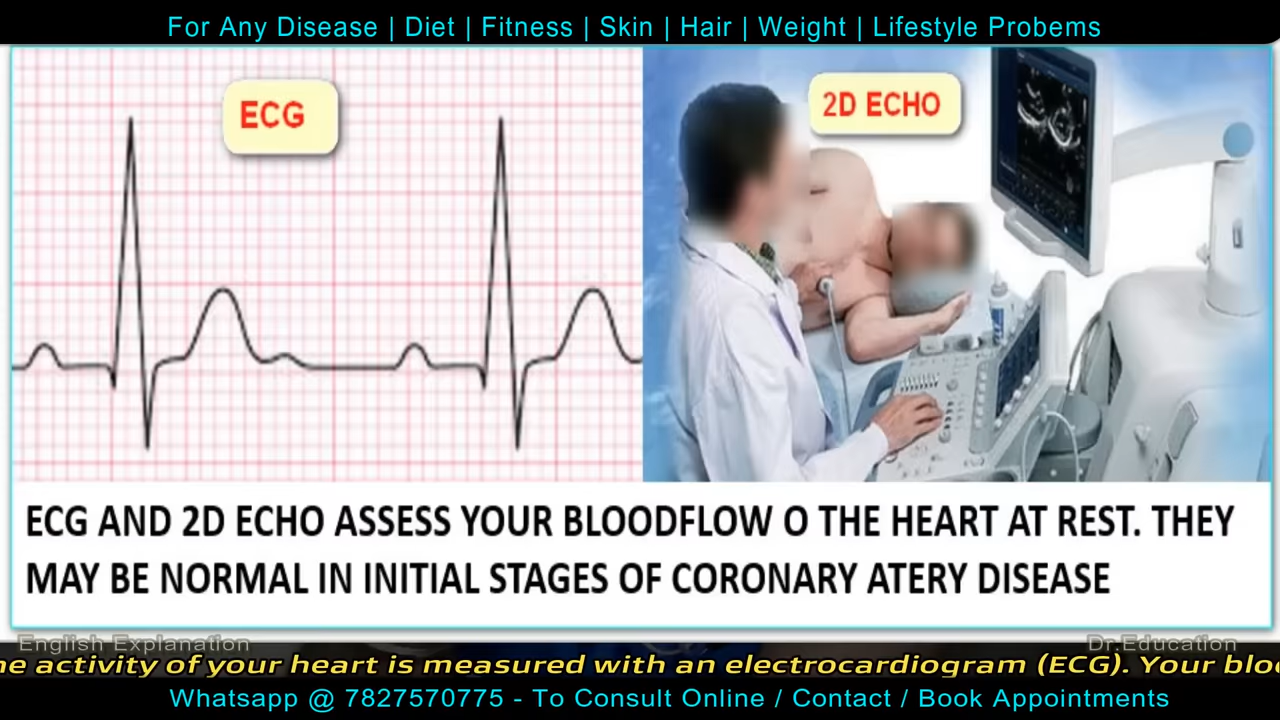 For Any Disease | Diet | Fitness | Skin | Hair | Weight | Lifestyle Probems
ECG
2D ECHO
ECG AND 2D ECHO ASSESS YOUR BLOODFLOW O THE HEART AT REST. THEY
MAY BE NORMAL IN INITIAL STAGES OF CORONARY ATERY DISEASE
English Explanation
Dr.Education
he activity of your heart is measured with an electrocardiogram (ECG). Your bloo
Whatsapp @ 7827570775 - To Consult Online / Contact / Book Appointments